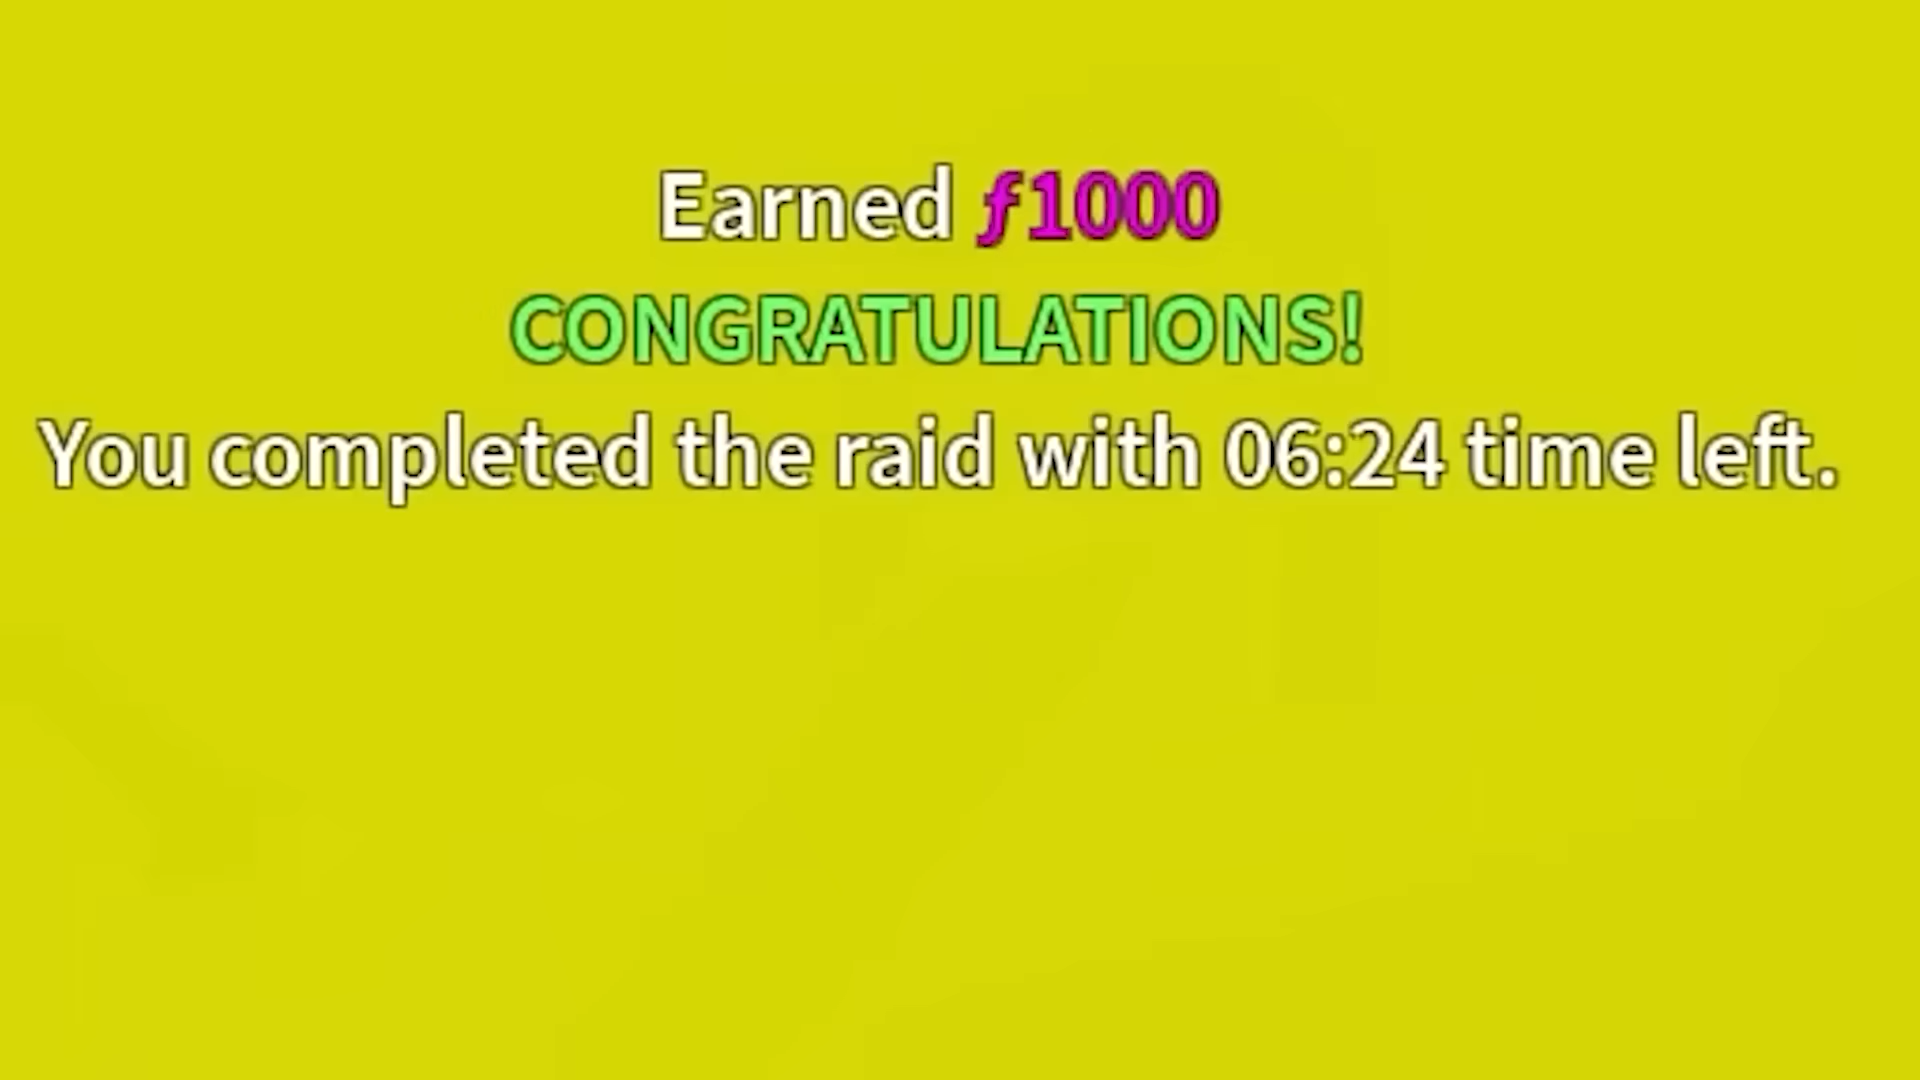 Earned ƒ1000
CONGRATULATIONS!
You completed the raid with 06:24 time left.